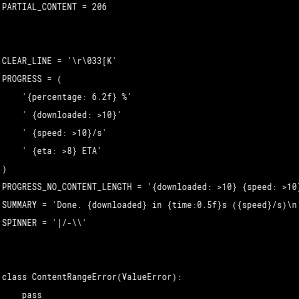 PARTIAL_CONTENT = 206
CLEAR_LINE = '\r\033[K'
PROGRESS = (
    '{percentage: 6.2f} %'
    ' {downloaded: >10}'
    ' {speed: >10}/s'
    ' {eta: >8} ETA'
)
PROGRESS_NO_CONTENT_LENGTH = '{downloaded: >10} {speed: >10}
SUMMARY = 'Done. {downloaded} in {time:0.5f}s ({speed}/s)\n
SPINNER = '|/-\\'
class ContentRangeError(ValueError):
    pass